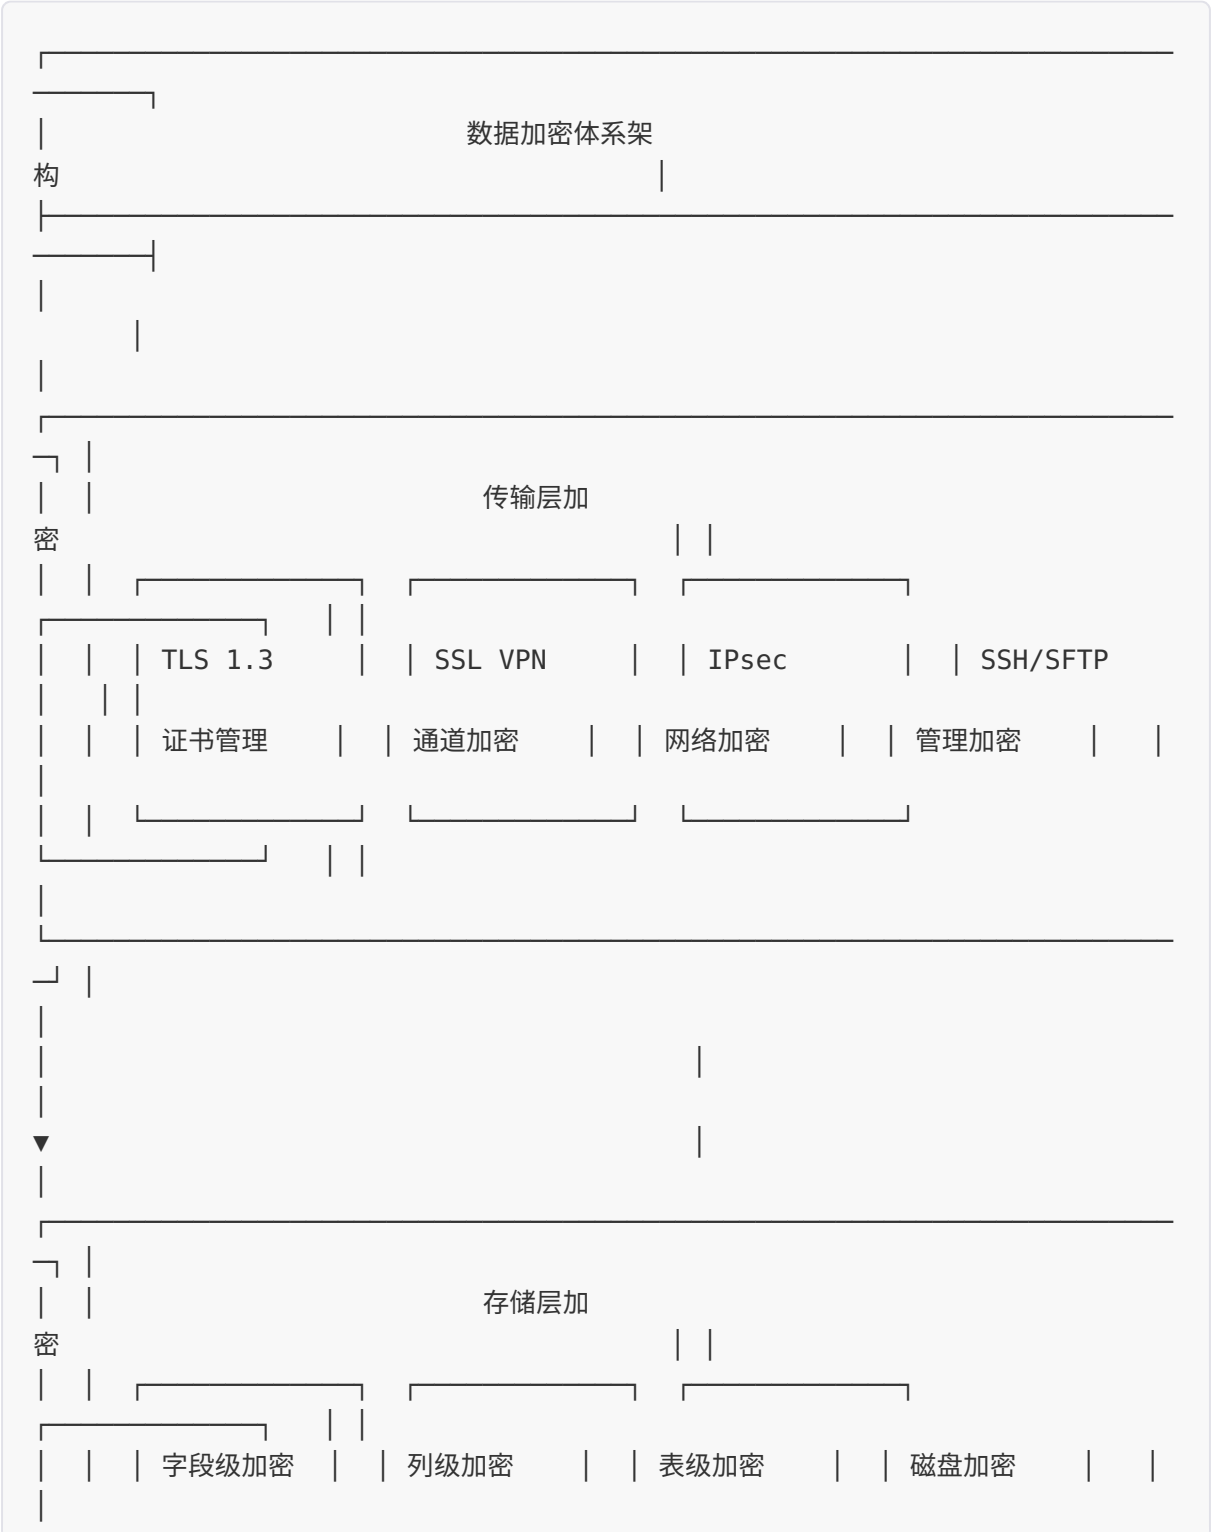 数据加密体系架
构
传输层加
密
TLS 1.3 SSL VPN IPsec SSH/SFTP
证书管理 通道加密 网络加密 管理加密
▼
存储层加
密
字段级加密 列级加密 表级加密 磁盘加密